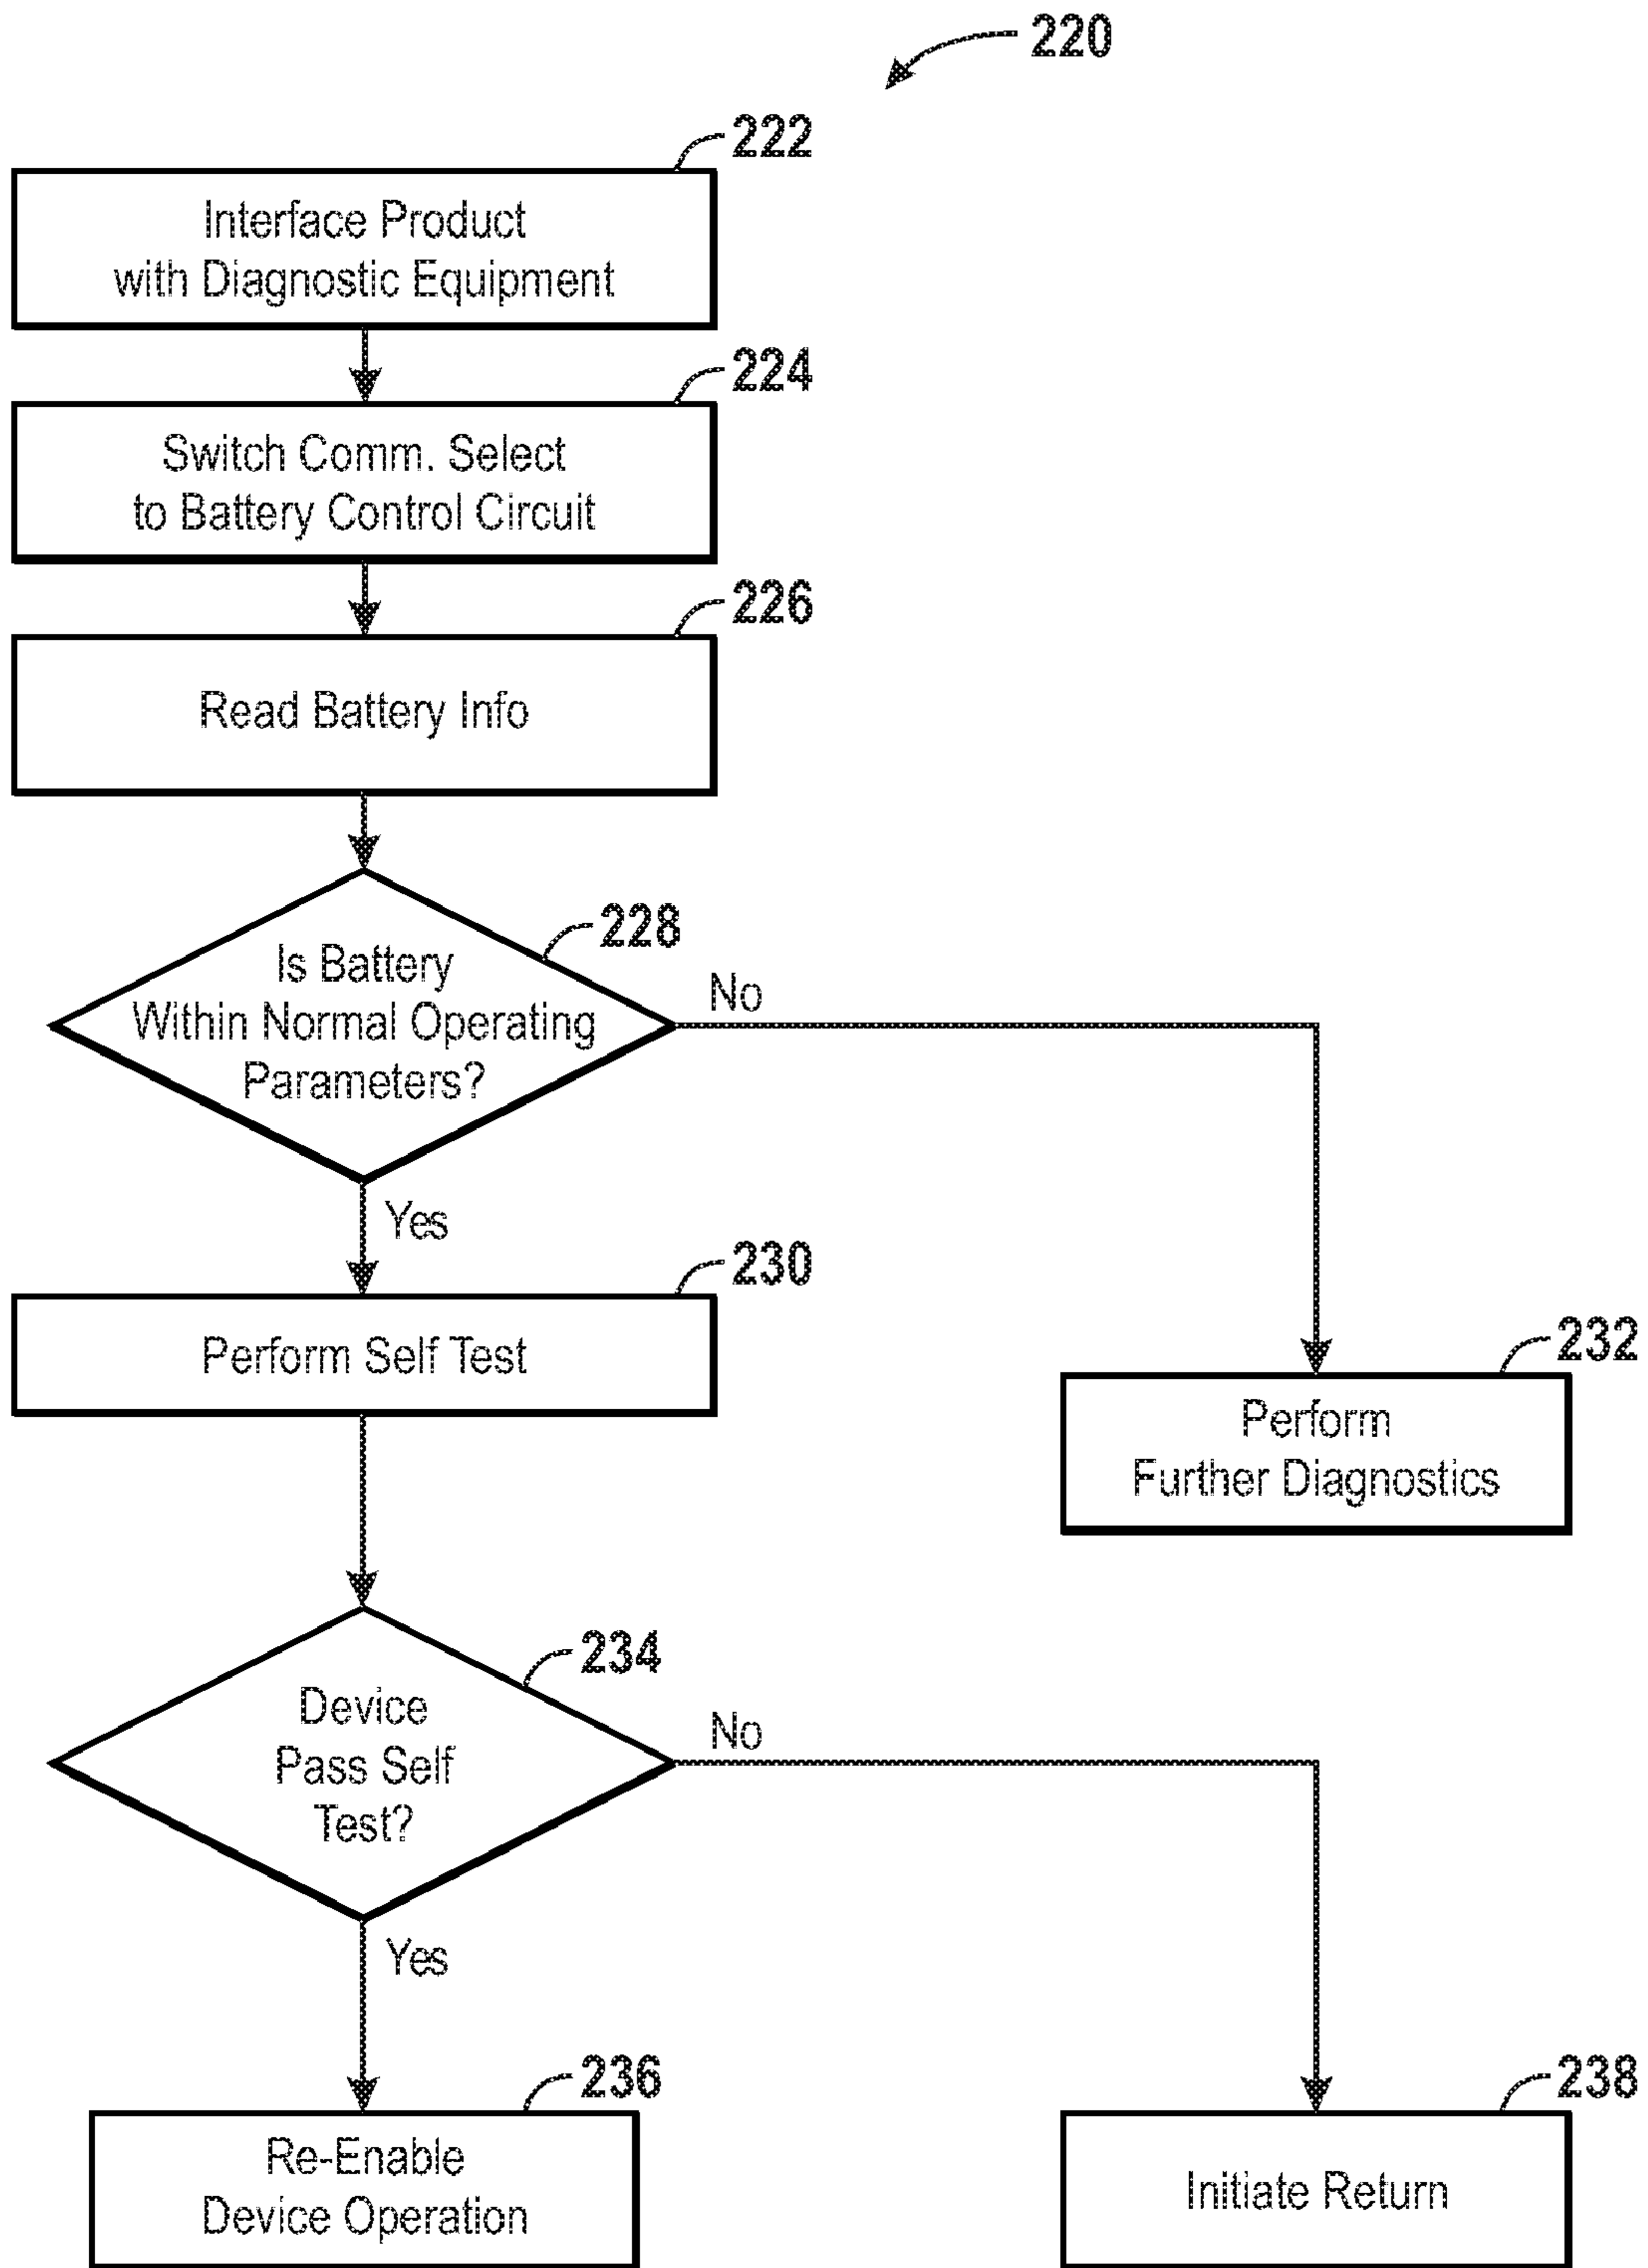 220
222
Interface Product
with Diagnostic Equipment
224
Switch Comm. Select
to Battery Control Circuit
226
Read Battery Info
228
Is Battery
Within Normal Operating
Parameters?
No
Yes
230
Perform Self Test
232
Perform
Further Diagnostics
234
Device
Pass Self
Test?
No
Yes
236
Re-Enable
Device Operation
238
Initiate Return